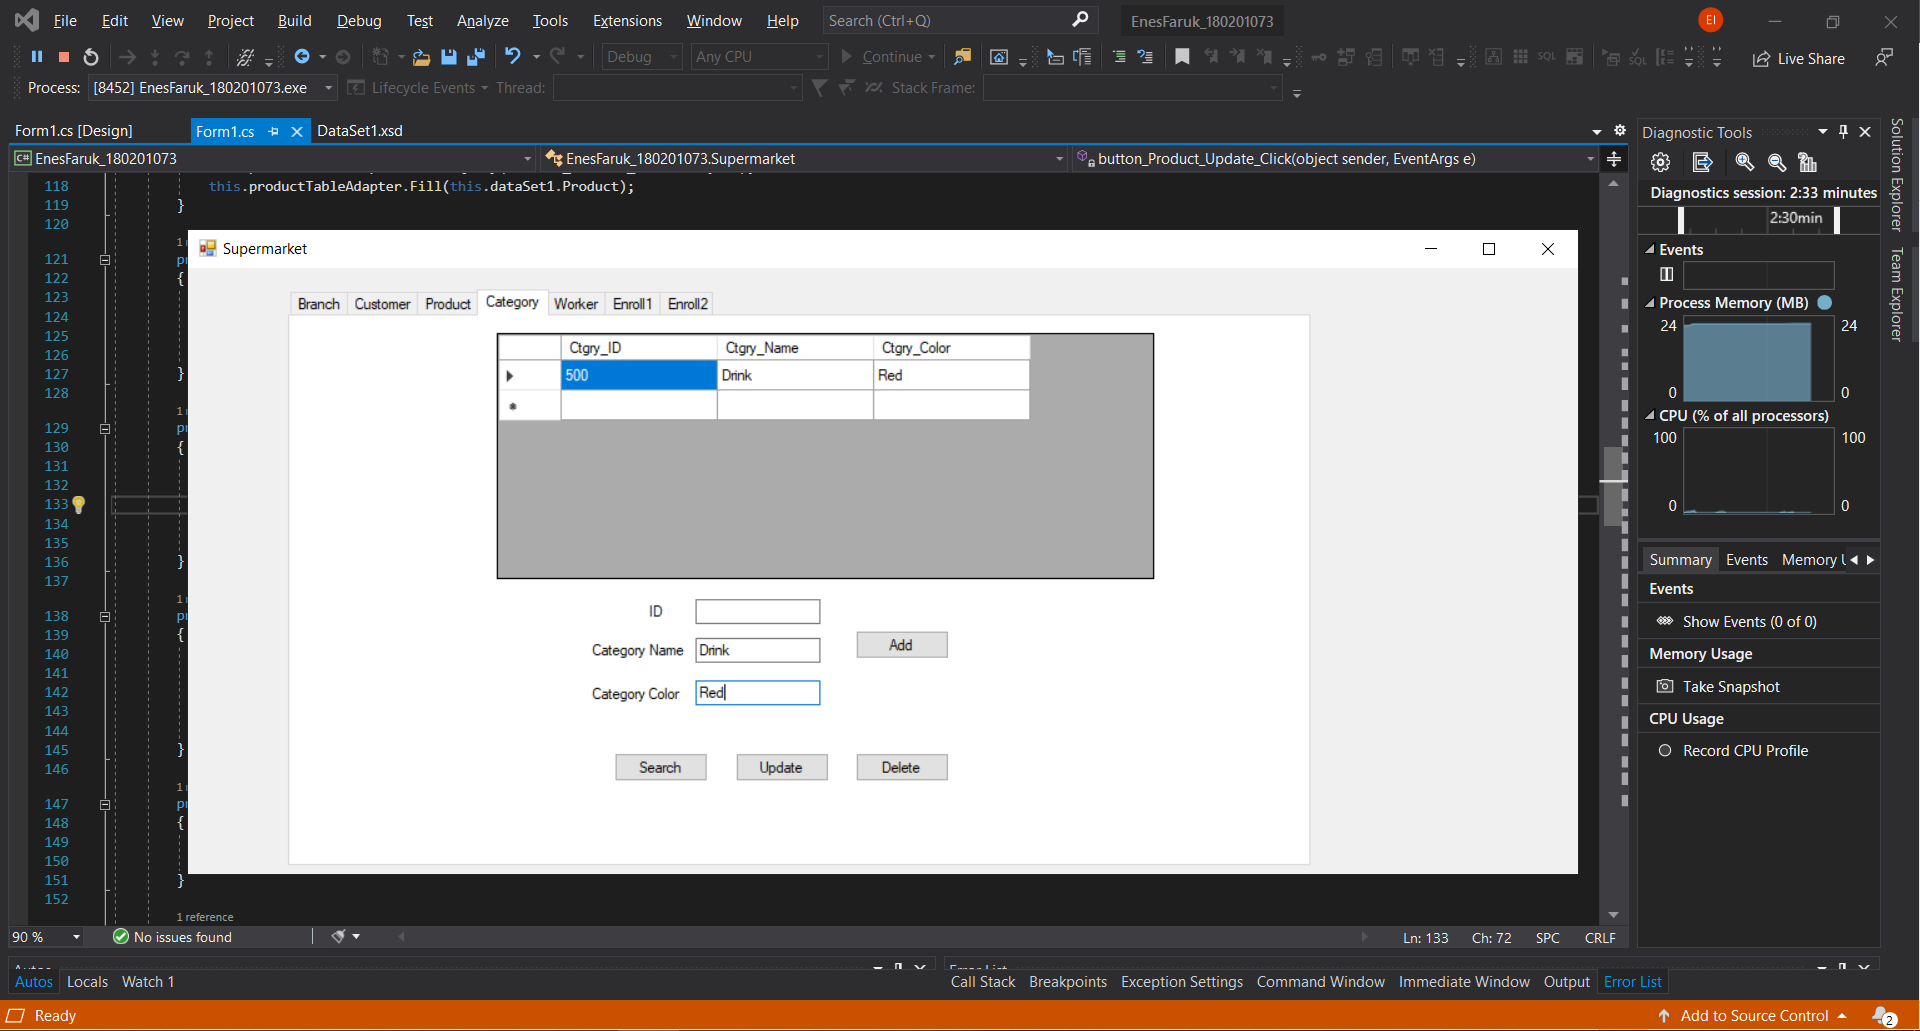 File Edit View Project Build Debug Test Analyze Tools Extensions Window Help Search (Ctrl+Q) EnesFaruk_180201073 EI
Debug Any CPU Continue SQL SQL Live Share
Process: [8452] EnesFaruk_180201073.exe Lifecycle Events Thread: Stack Frame:
Form1.cs [Design] Form1.cs DataSet1.xsd
C# EnesFaruk_180201073 EnesFaruk_180201073.Supermarket button_Product_Update_Click(object sender, EventArgs e)
118 this.productTableAdapter.Fill(this.dataSet1.Product);
119 }
120
121
122 {
123
124
125
126
127 }
128
129
130 {
131
132
133
134
135
136 }
137
138
139 {
140
141
142
143
144
145 }
146
147
148 {
149
150
151 }
152
1 reference
Supermarket
Branch Customer Product Category Worker Enroll1 Enroll2
Ctgry_ID Ctgry_Name Ctgry_Color
500 Drink Red
ID
Category Name Drink
Add
Category Color Red
Search Update Delete
Diagnostic Tools
Diagnostics session: 2:33 minutes
2:30min
Events
Process Memory (MB)
24 24
0 0
CPU (% of all processors)
100 100
0 0
Summary Events Memory U
Events
Show Events (0 of 0)
Memory Usage
Take Snapshot
CPU Usage
Record CPU Profile
Solution Explorer
Team Explorer
90 % No issues found Ln: 133 Ch: 72 SPC CRLF
Autos Locals Watch 1 Call Stack Breakpoints Exception Settings Command Window Immediate Window Output Error List
Ready Add to Source Control 2